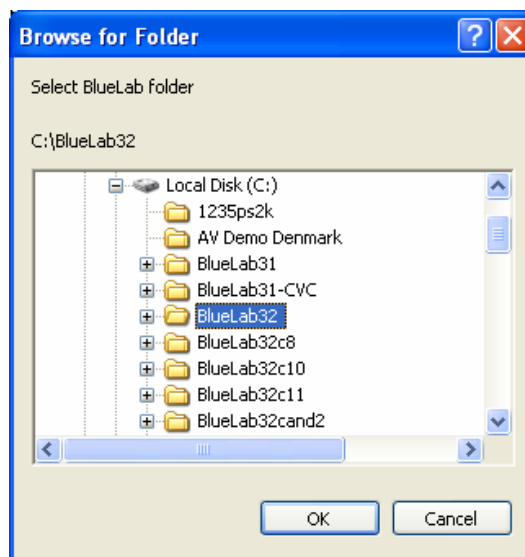 Browse for Folder
Select BlueLab folder
C:\BlueLab32
Local Disk (C:)
1235ps2k
AV Demo Denmark
BlueLab31
BlueLab31-CVC
BlueLab32
BlueLab32c8
BlueLab32c10
BlueLab32c11
BlueLab32cand2
OK Cancel